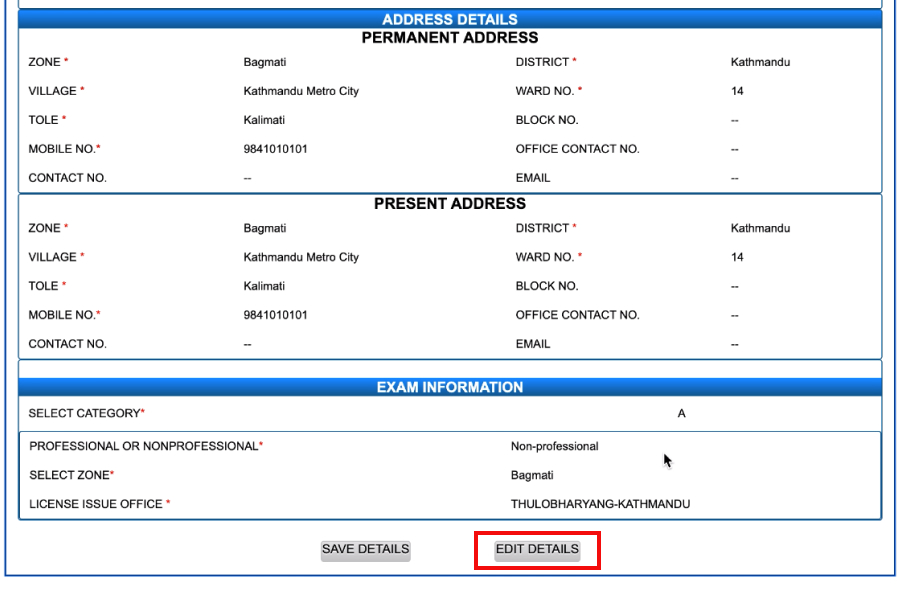 ADDRESS DETAILS
PERMANENT ADDRESS
ZONE * Bagmati DISTRICT * Kathmandu
VILLAGE * Kathmandu Metro City WARD NO. * 14
TOLE * Kalimati BLOCK NO. --
MOBILE NO.* 9841010101 OFFICE CONTACT NO. --
CONTACT NO. -- EMAIL --
PRESENT ADDRESS
ZONE * Bagmati DISTRICT * Kathmandu
VILLAGE * Kathmandu Metro City WARD NO. * 14
TOLE * Kalimati BLOCK NO. --
MOBILE NO.* 9841010101 OFFICE CONTACT NO. --
CONTACT NO. -- EMAIL --
EXAM INFORMATION
SELECT CATEGORY* A
PROFESSIONAL OR NONPROFESSIONAL* Non-professional
SELECT ZONE* Bagmati
LICENSE ISSUE OFFICE * THULOBHARYANG-KATHMANDU
SAVE DETAILS EDIT DETAILS